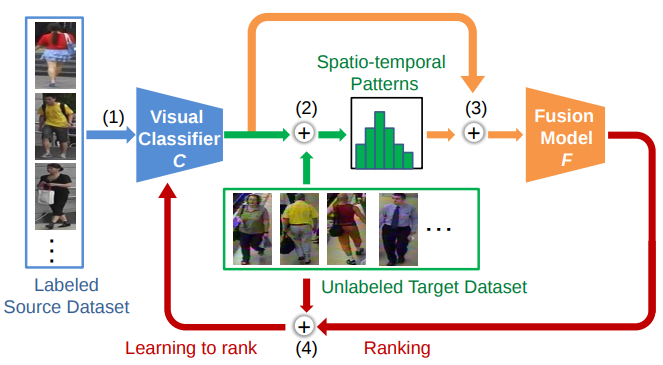 Spatio-temporal
Patterns
(1)
Visual
Classifier
C
(2)
(3)
Fusion
Model
F
Labeled
Source Dataset
Unlabeled Target Dataset
(4)
Learning to rank
Ranking